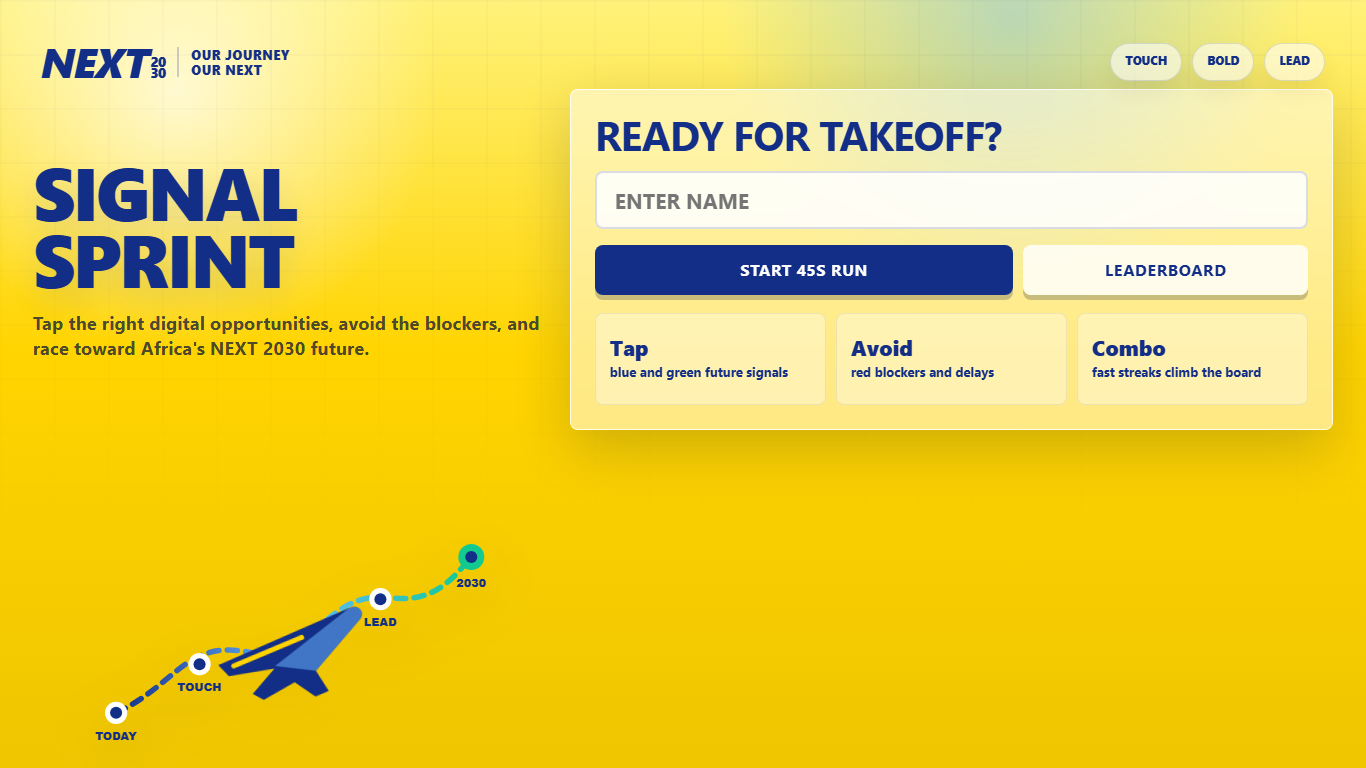 NEXT 20 30
OUR JOURNEY
OUR NEXT
TOUCH
BOLD
LEAD
SIGNAL
SPRINT
Tap the right digital opportunities, avoid the blockers, and
race toward Africa's NEXT 2030 future.
READY FOR TAKEOFF?
ENTER NAME
START 45S RUN
LEADERBOARD
Tap
blue and green future signals
Avoid
red blockers and delays
Combo
fast streaks climb the board
2030
LEAD
TOUCH
TODAY